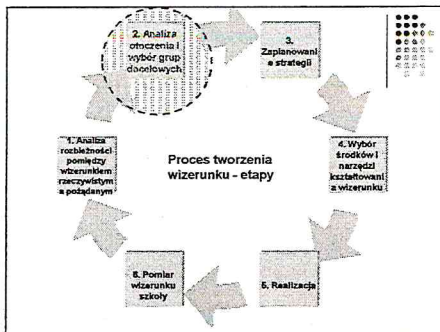 2. Analiza
otoczenia i
wybór grup
docelowych
3.
Zaplanowani
e strategii
1. Analiza
rozbieżności
pomiędzy
wizerunkiem
rzeczywistym
a pożądanym
Proces tworzenia
wizerunku - etapy
4. Wybór
środków i
narzędzi
kształtowani
a wizerunku
6. Pomiar
wizerunku
szkoły
5. Realizacja